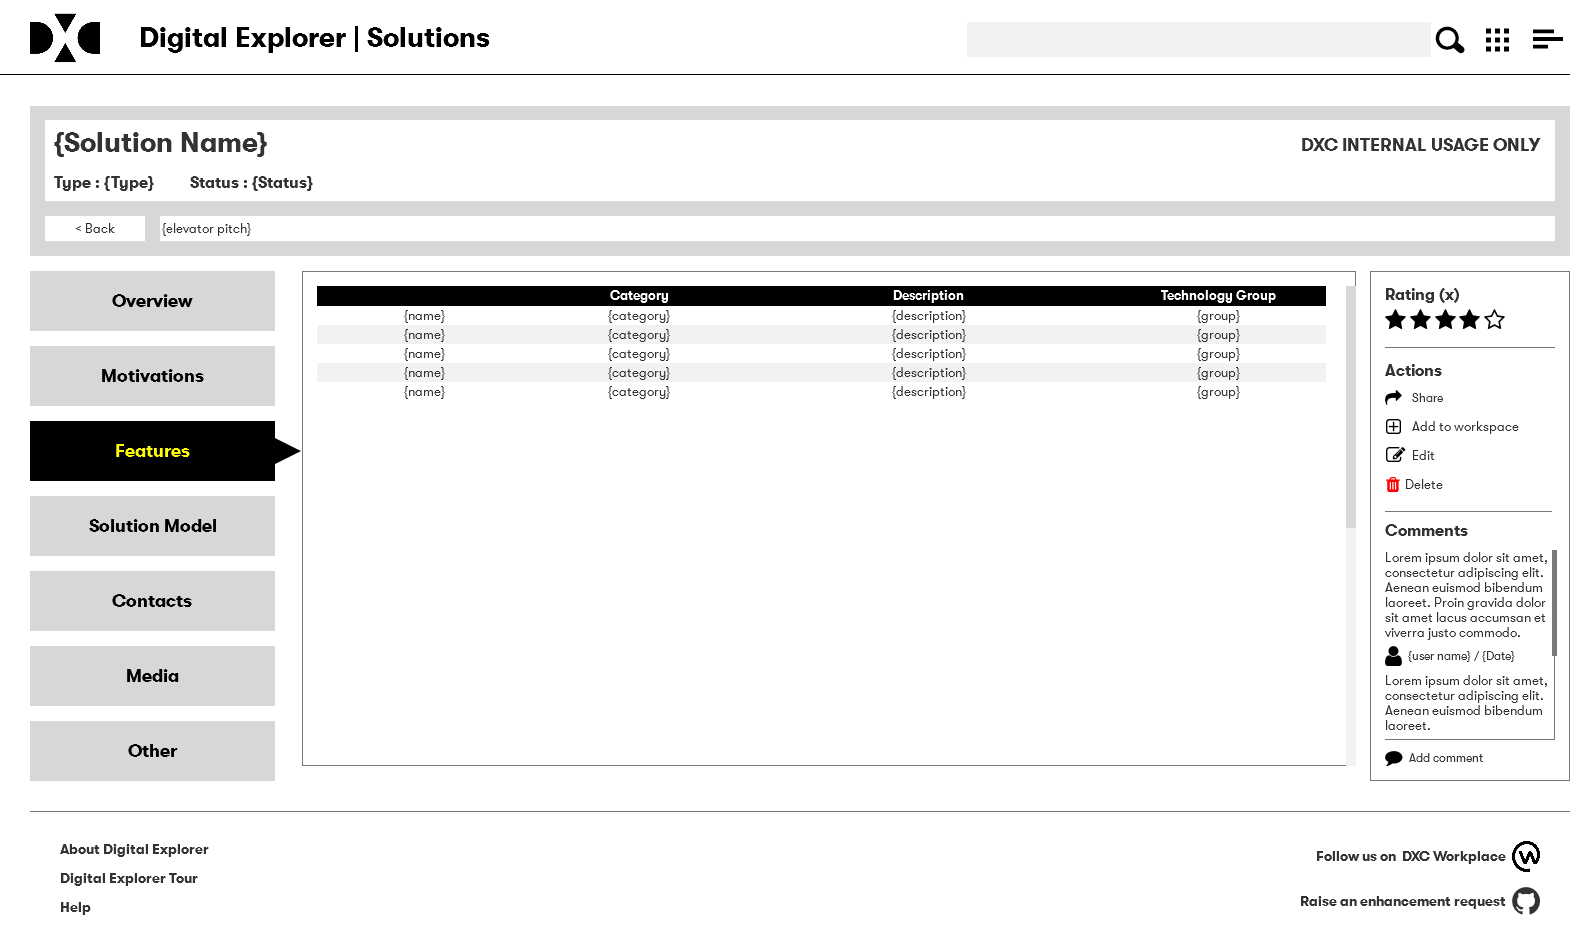 DXC
Digital Explorer | Solutions
{Solution Name}
DXC INTERNAL USAGE ONLY
Type : {Type} Status : {Status}
< Back
{elevator pitch}
Overview
Motivations
Features
Solution Model
Contacts
Media
Other
Category Description Technology Group
{name} {category} {description} {group}
{name} {category} {description} {group}
{name} {category} {description} {group}
{name} {category} {description} {group}
{name} {category} {description} {group}
Rating (x)
Actions
Share
Add to workspace
Edit
Delete
Comments
Lorem ipsum dolor sit amet,
consectetur adipiscing elit.
Aenean euismod bibendum
laoreet. Proin gravida dolor
sit amet lacus accumsan et
viverra justo commodo.
{user name} / {Date}
Lorem ipsum dolor sit amet,
consectetur adipiscing elit.
Aenean euismod bibendum
laoreet.
Add comment
About Digital Explorer
Digital Explorer Tour
Help
Follow us on DXC Workplace
Raise an enhancement request